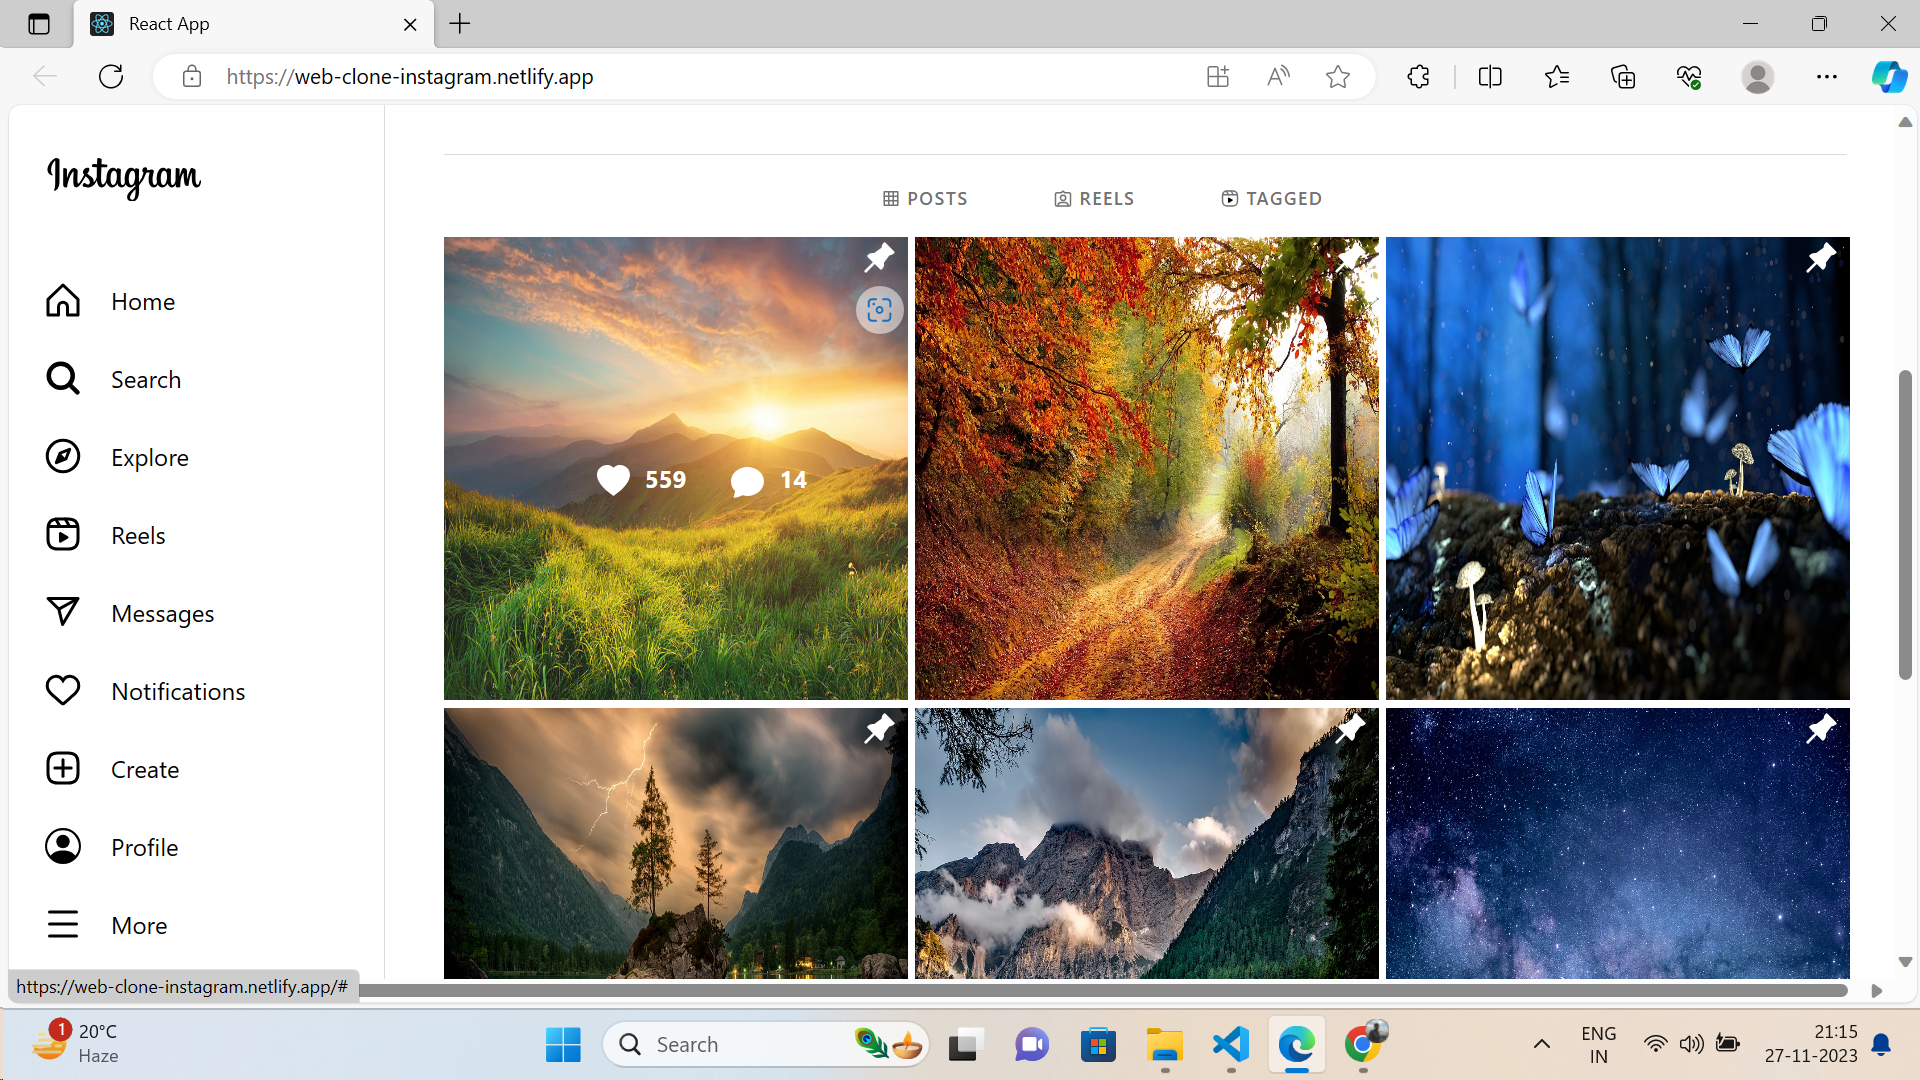 React App
https://web-clone-instagram.netlify.app
Instagram
POSTS
REELS
TAGGED
Home
Search
Explore
Reels
Messages
Notifications
Create
Profile
More
559
14
https://web-clone-instagram.netlify.app/#
1
20°C
Haze
Search
ENG
IN
21:15
27-11-2023